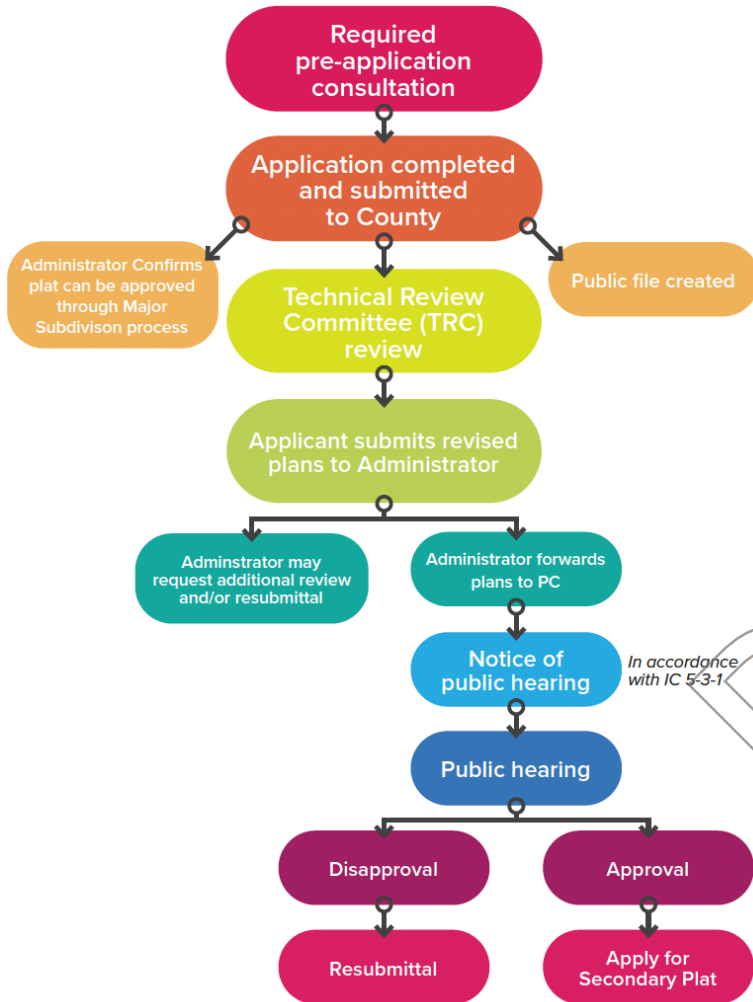 Required
pre-application
consultation
Application completed
and submitted
to County
Administrator Confirms
plat can be approved
through Major
Subdivison process
Public file created
Technical Review
Committee (TRC)
review
Applicant submits revised
plans to Administrator
Adminstrator may
request additional review
and/or resubmittal
Administrator forwards
plans to PC
Notice of
public hearing
In accordance
with IC 5-3-1
Public hearing
Disapproval
Approval
Resubmittal
Apply for
Secondary Plat